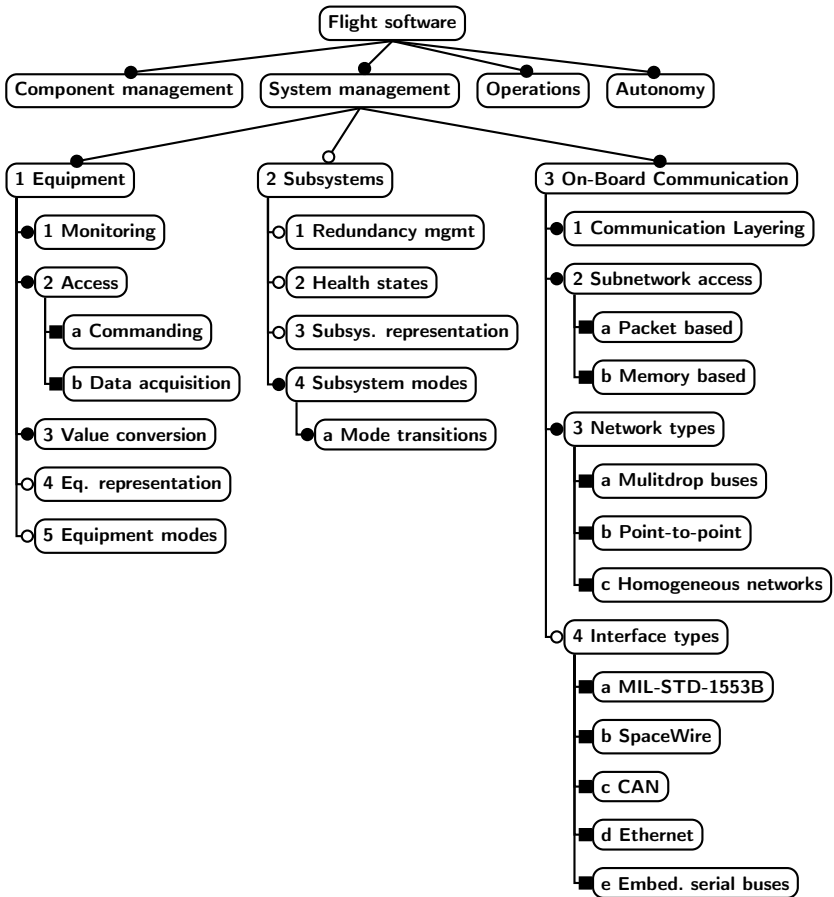 Flight software
Component management
System management
Operations
Autonomy
1 Equipment
1 Monitoring
2 Access
a Commanding
b Data acquisition
3 Value conversion
4 Eq. representation
5 Equipment modes
2 Subsystems
1 Redundancy mgmt
2 Health states
3 Subsys. representation
4 Subsystem modes
a Mode transitions
3 On-Board Communication
1 Communication Layering
2 Subnetwork access
a Packet based
b Memory based
3 Network types
a Mulitdrop buses
b Point-to-point
c Homogeneous networks
4 Interface types
a MIL-STD-1553B
b SpaceWire
c CAN
d Ethernet
e Embed. serial buses